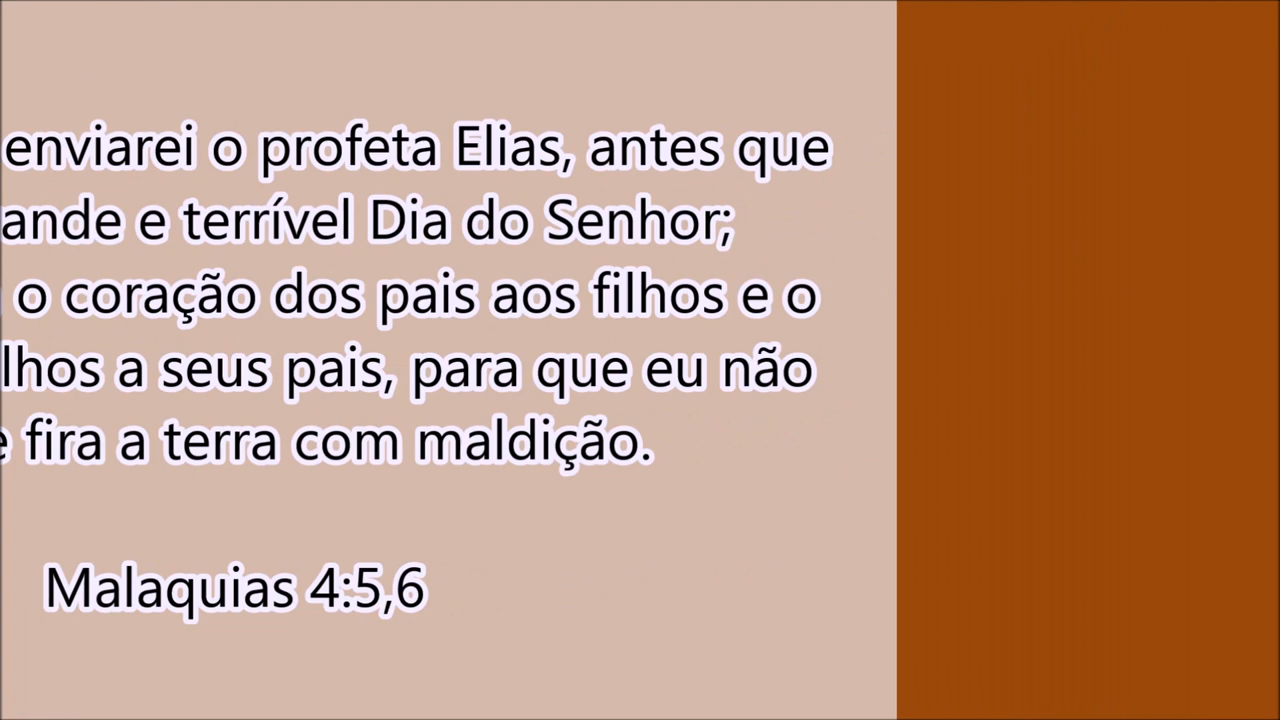 enviarei o profeta Elias, antes que
ande e terrível Dia do Senhor;
o coração dos pais aos filhos e o
lhos a seus pais, para que eu não
e fira a terra com maldição.
Malaquias 4:5,6